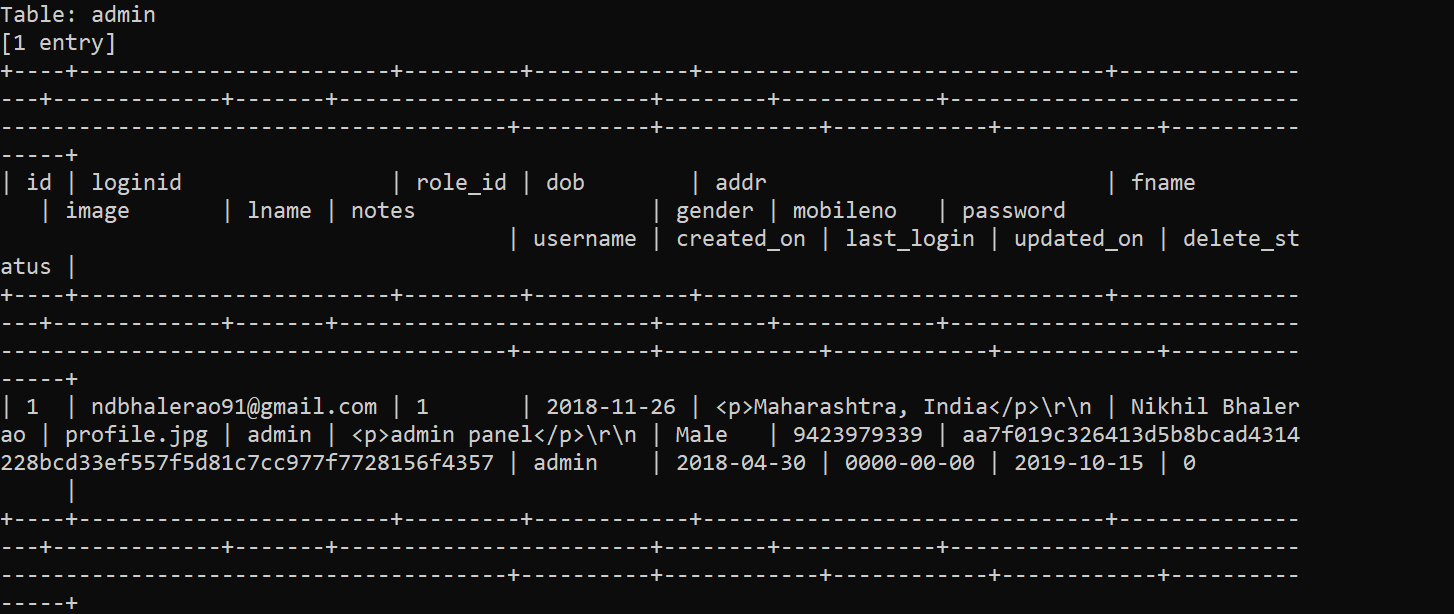 Table: admin
[1 entry]
+----+------------------------+---------+------------+-------------------------------+--------------
---+-------------+-------+------------------------+--------+------------+---------------------------
---------------------------------------+----------+------------+------------+------------+----------
-----+
| id | loginid                | role_id | dob        | addr                          | fname
   | image       | lname | notes                  | gender | mobileno   | password
                                       | username | created_on | last_login | updated_on | delete_st
atus |
+----+------------------------+---------+------------+-------------------------------+--------------
---+-------------+-------+------------------------+--------+------------+---------------------------
---------------------------------------+----------+------------+------------+------------+----------
-----+
| 1  | ndbhalerao91@gmail.com | 1       | 2018-11-26 | <p>Maharashtra, India</p>\r\n | Nikhil Bhaler
ao | profile.jpg | admin | <p>admin panel</p>\r\n | Male   | 9423979339 | aa7f019c326413d5b8bcad4314
228bcd33ef557f5d81c7cc977f7728156f4357 | admin    | 2018-04-30 | 0000-00-00 | 2019-10-15 | 0
     |
+----+------------------------+---------+------------+-------------------------------+--------------
---+-------------+-------+------------------------+--------+------------+---------------------------
---------------------------------------+----------+------------+------------+------------+----------
-----+